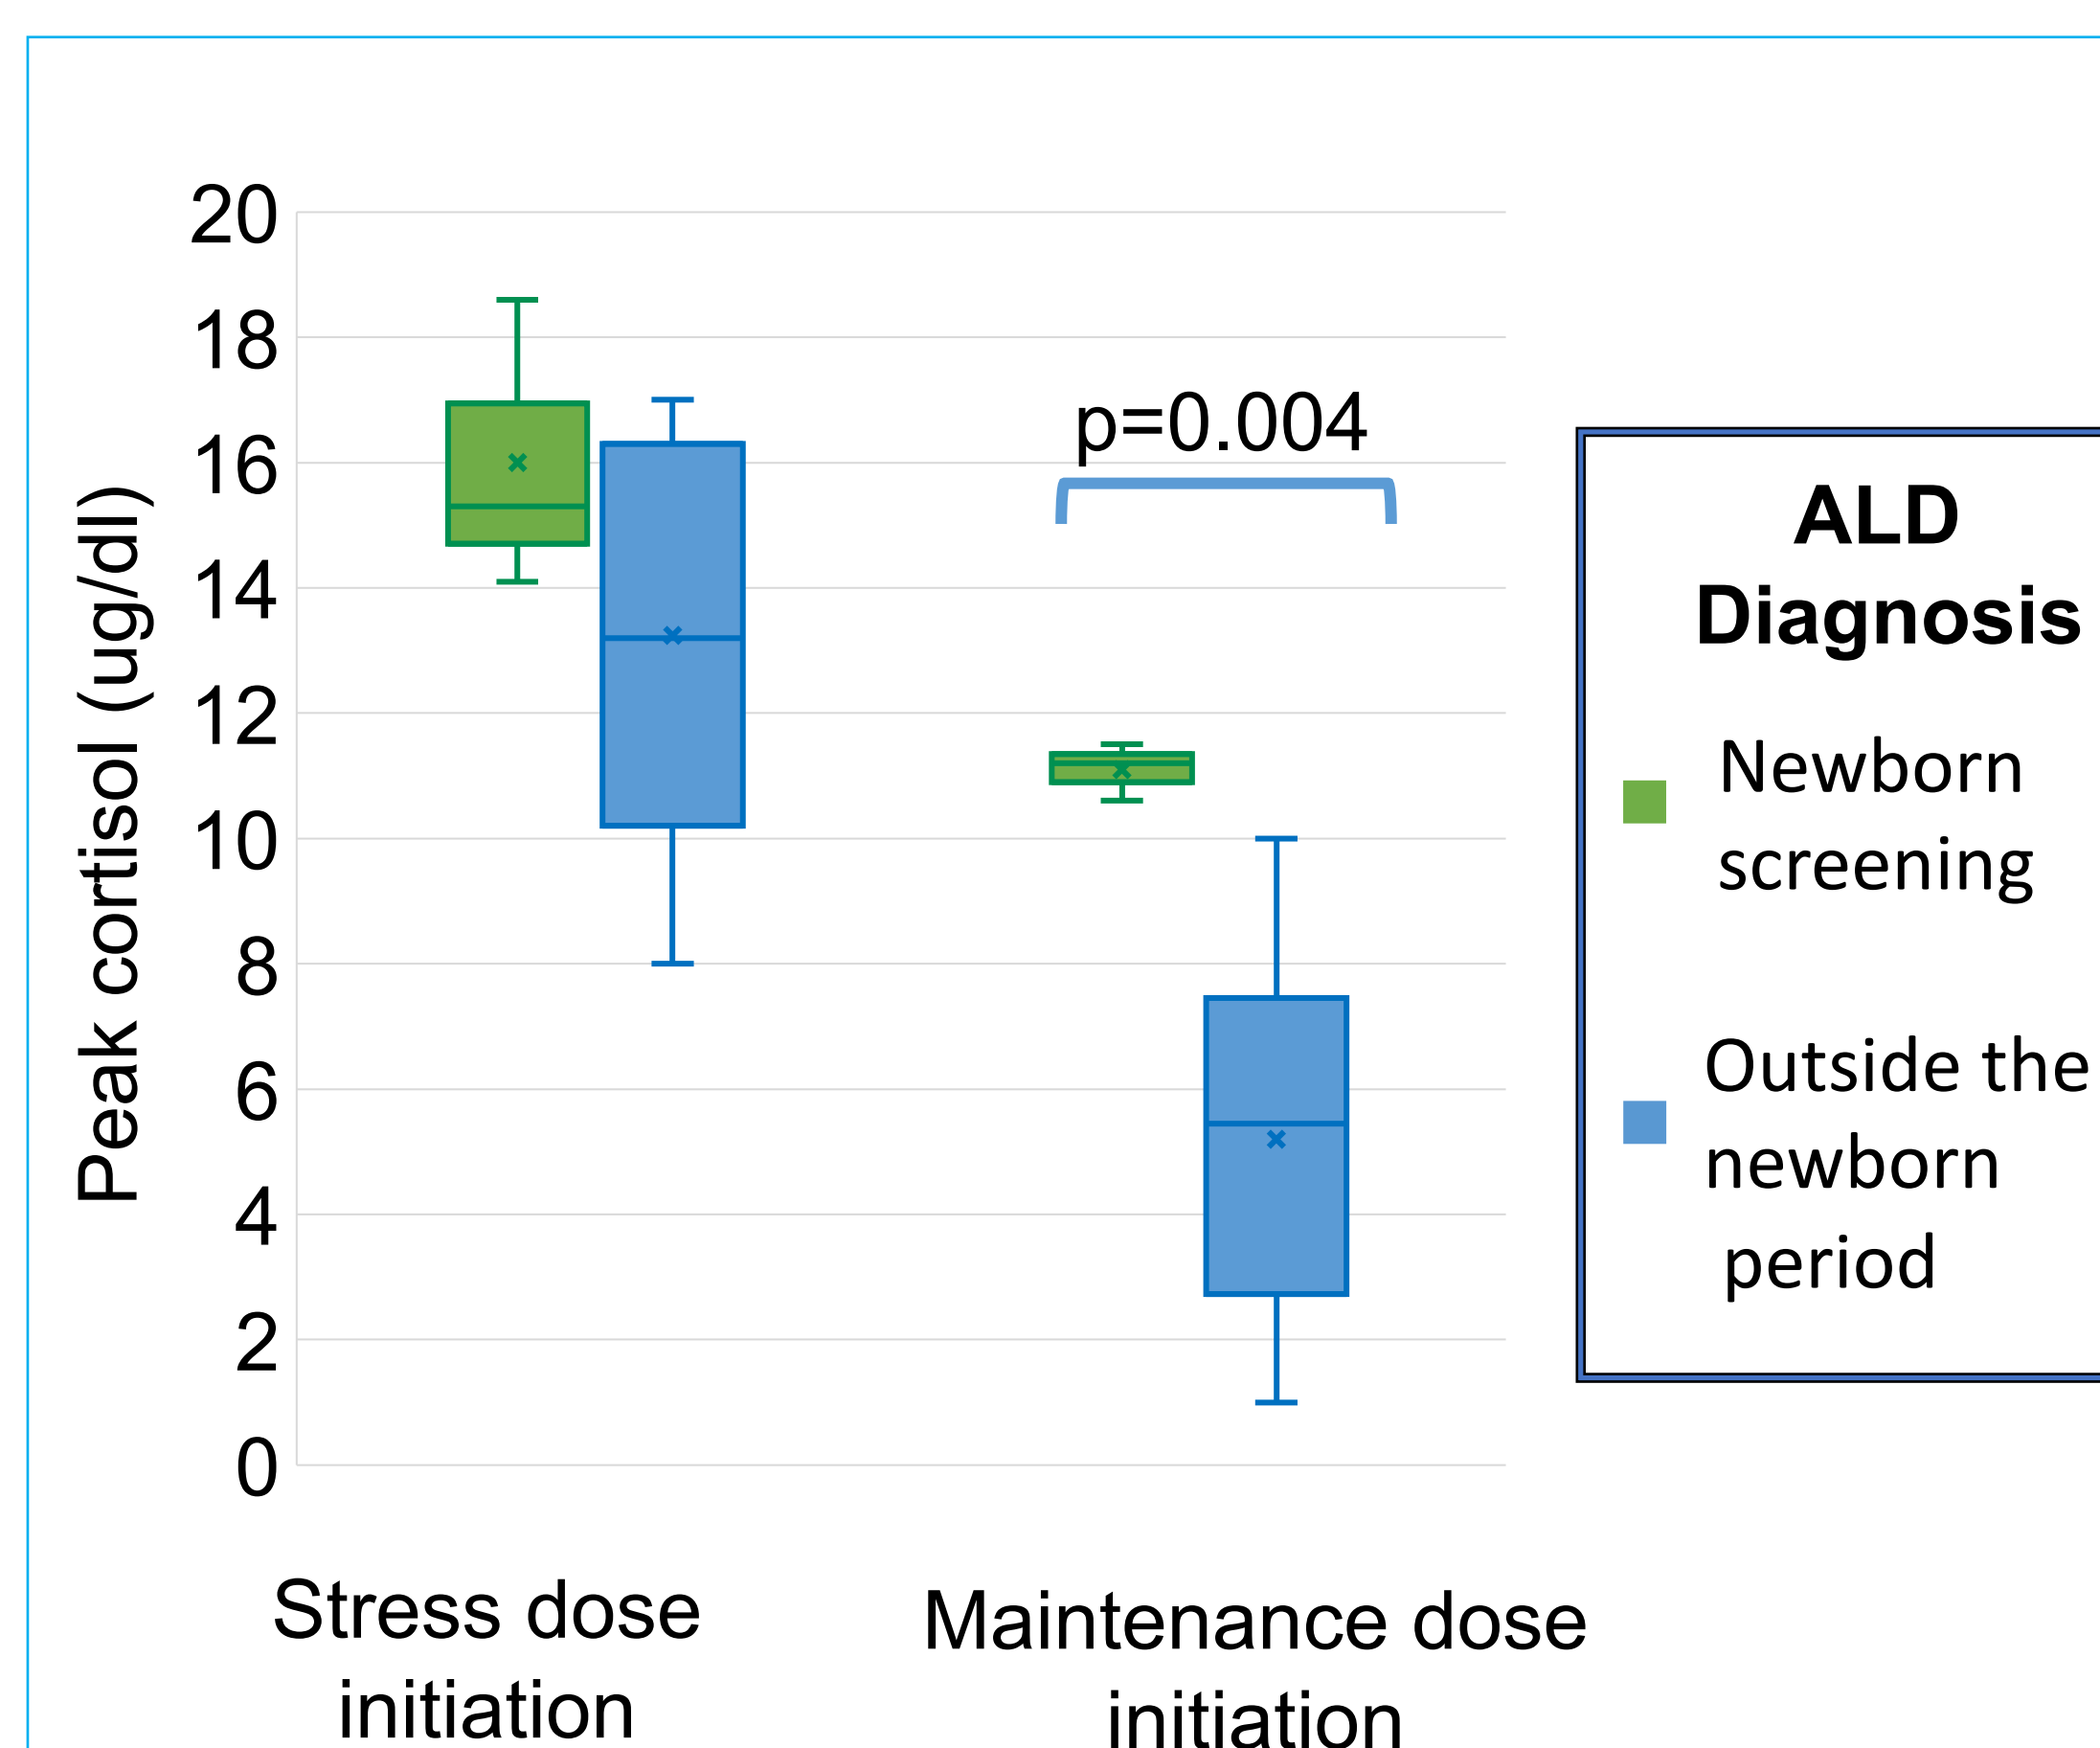 20
18
16
14
12
10
8
6
4
2
0
Peak cortisol (ug/dl)
p=0.004
Stress dose
initiation
Maintenance dose
initiation
ALD
Diagnosis
Newborn
screening
Outside the
newborn
period